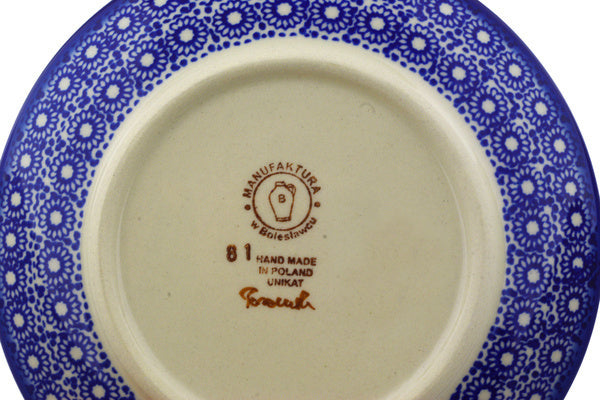 MANUFAKTURA
B
w Bolesławcu
81 HAND MADE
IN POLAND
UNIKAT